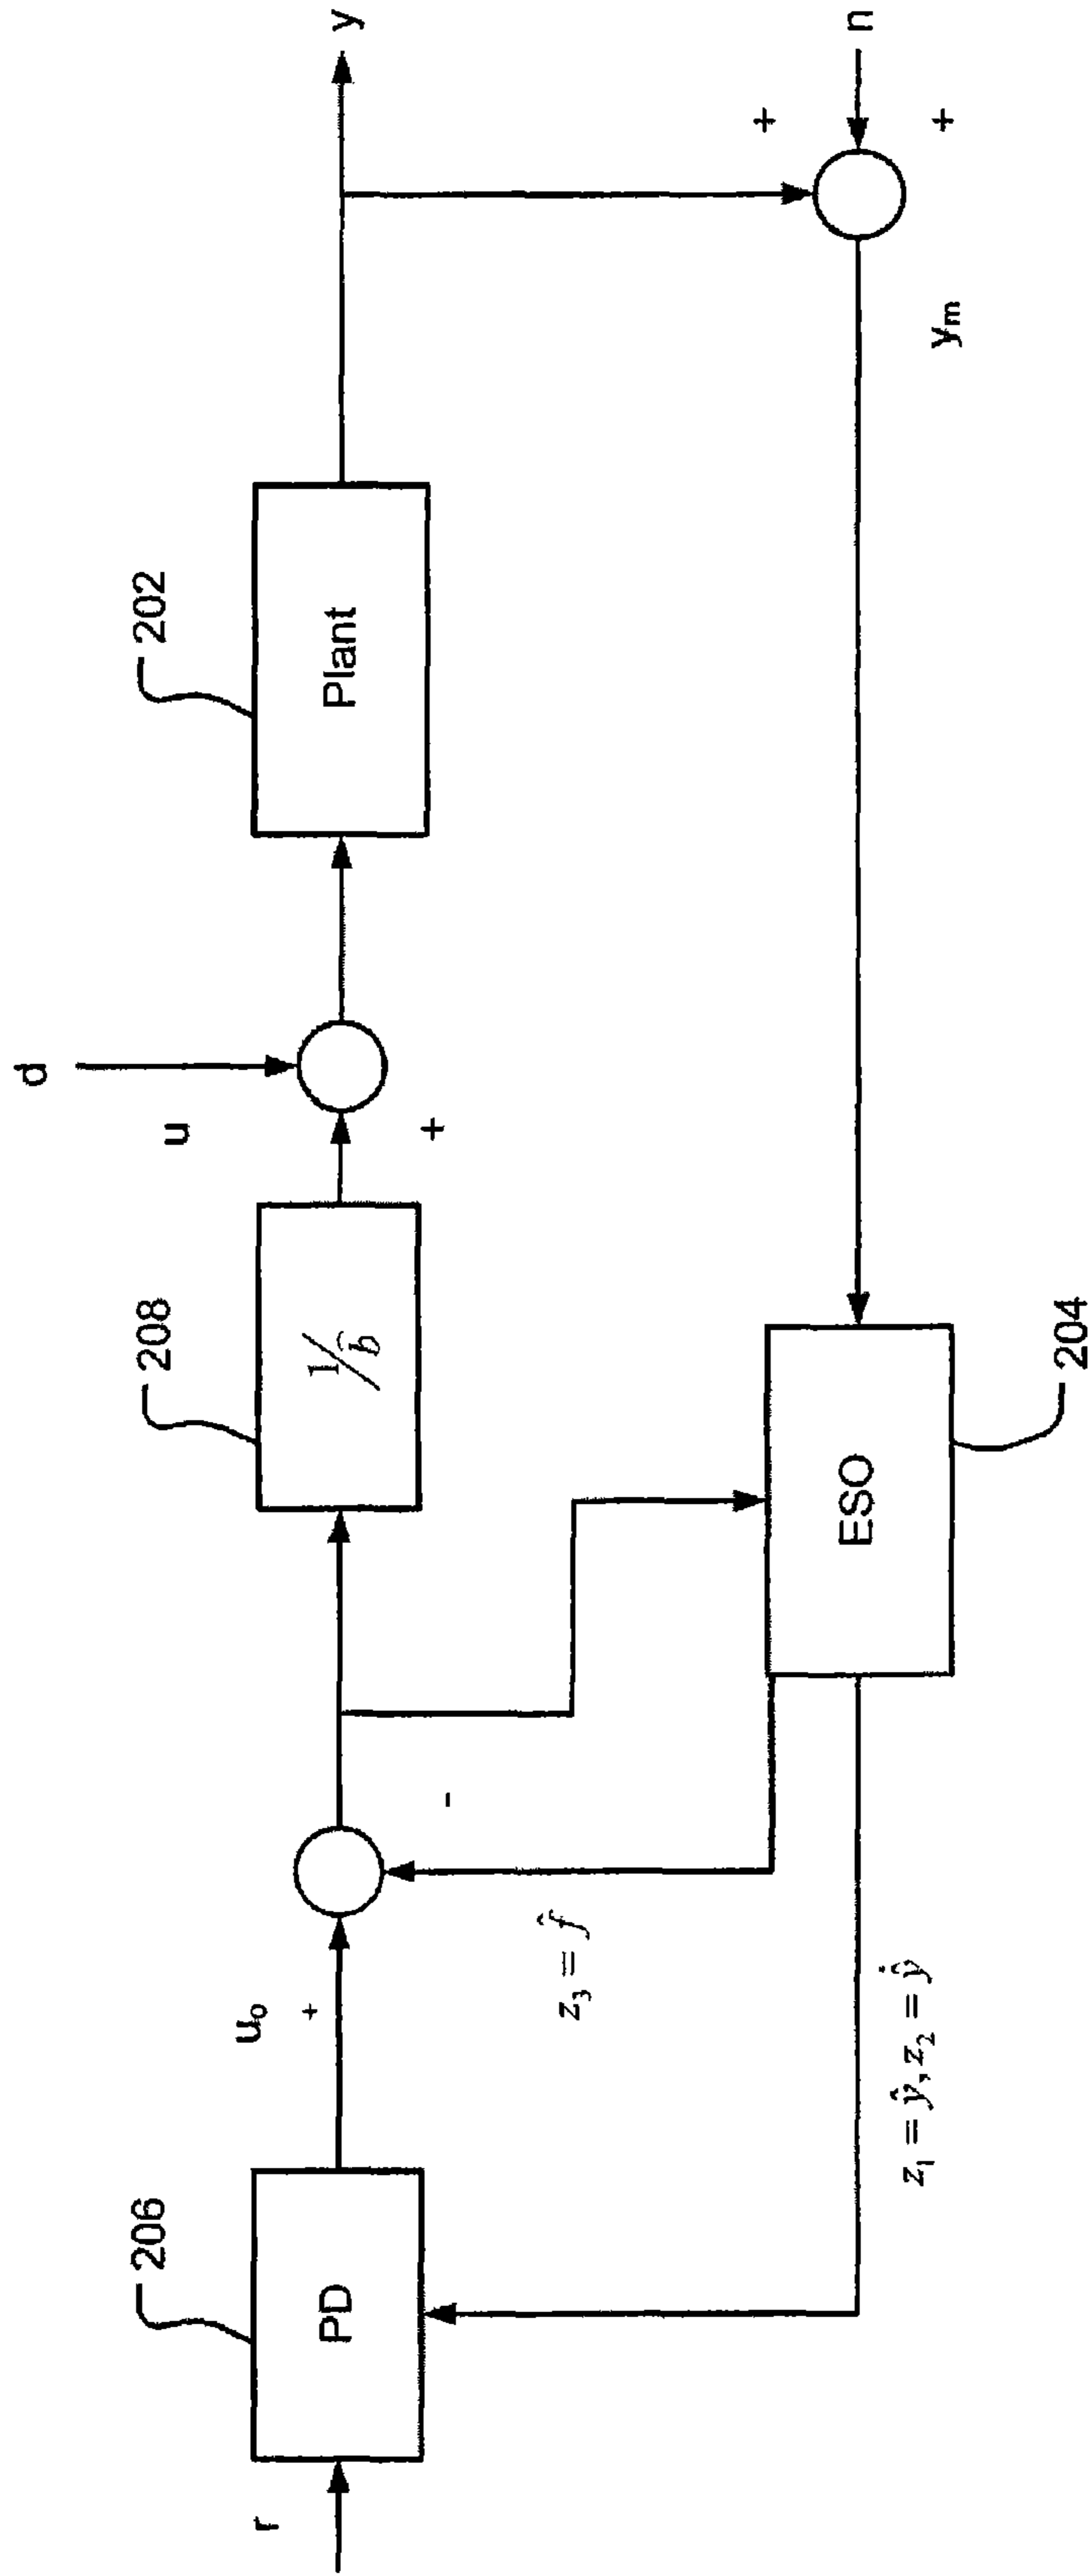 206
208
202
d
r
PD
u₀
+
-
1/b̂
u
+
Plant
y
z₃ = f̂
ESO
204
+
n
+
yₘ
z₁ = ŷ, z₂ = ŷ̇